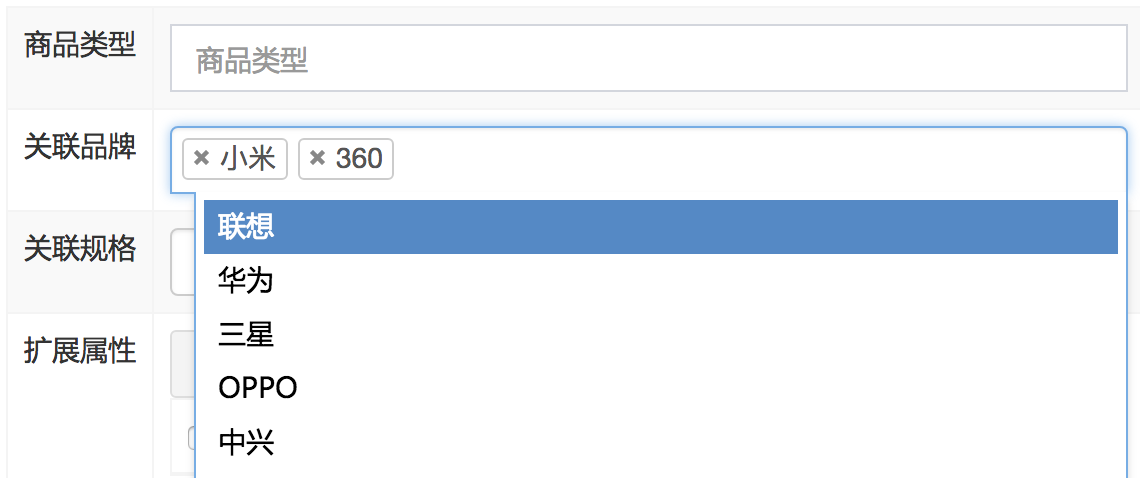 商品类型
商品类型
关联品牌
× 小米 × 360
联想
关联规格
华为
三星
扩展属性
OPPO
中兴